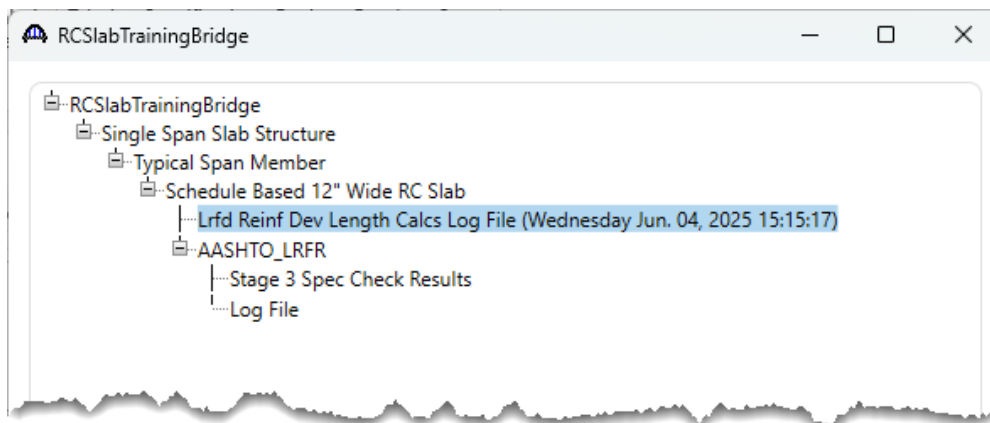 RCSlabTrainingBridge
RCSlabTrainingBridge
Single Span Slab Structure
Typical Span Member
Schedule Based 12" Wide RC Slab
Lrfd Reinf Dev Length Calcs Log File (Wednesday Jun. 04, 2025 15:15:17)
AASHTO_LRFR
Stage 3 Spec Check Results
Log File